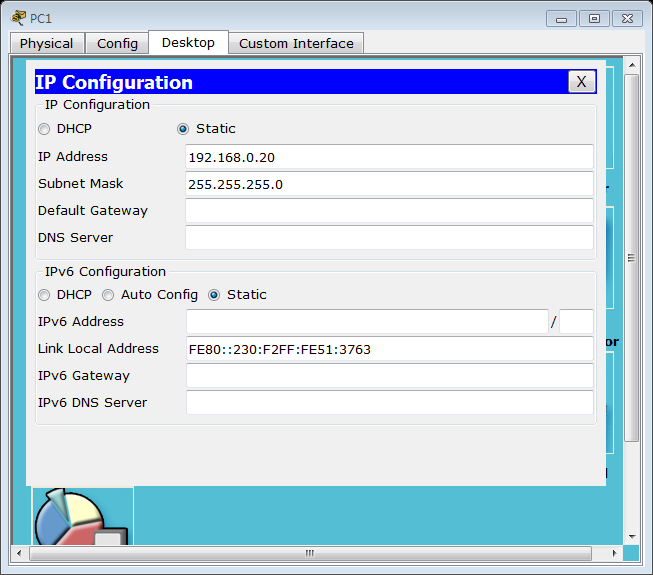 PC1
Physical Config Desktop Custom Interface
IP Configuration X
IP Configuration
DHCP Static
IP Address 192.168.0.20
Subnet Mask 255.255.255.0
Default Gateway
DNS Server
IPv6 Configuration
DHCP Auto Config Static
IPv6 Address /
Link Local Address FE80::230:F2FF:FE51:3763
IPv6 Gateway
IPv6 DNS Server
or